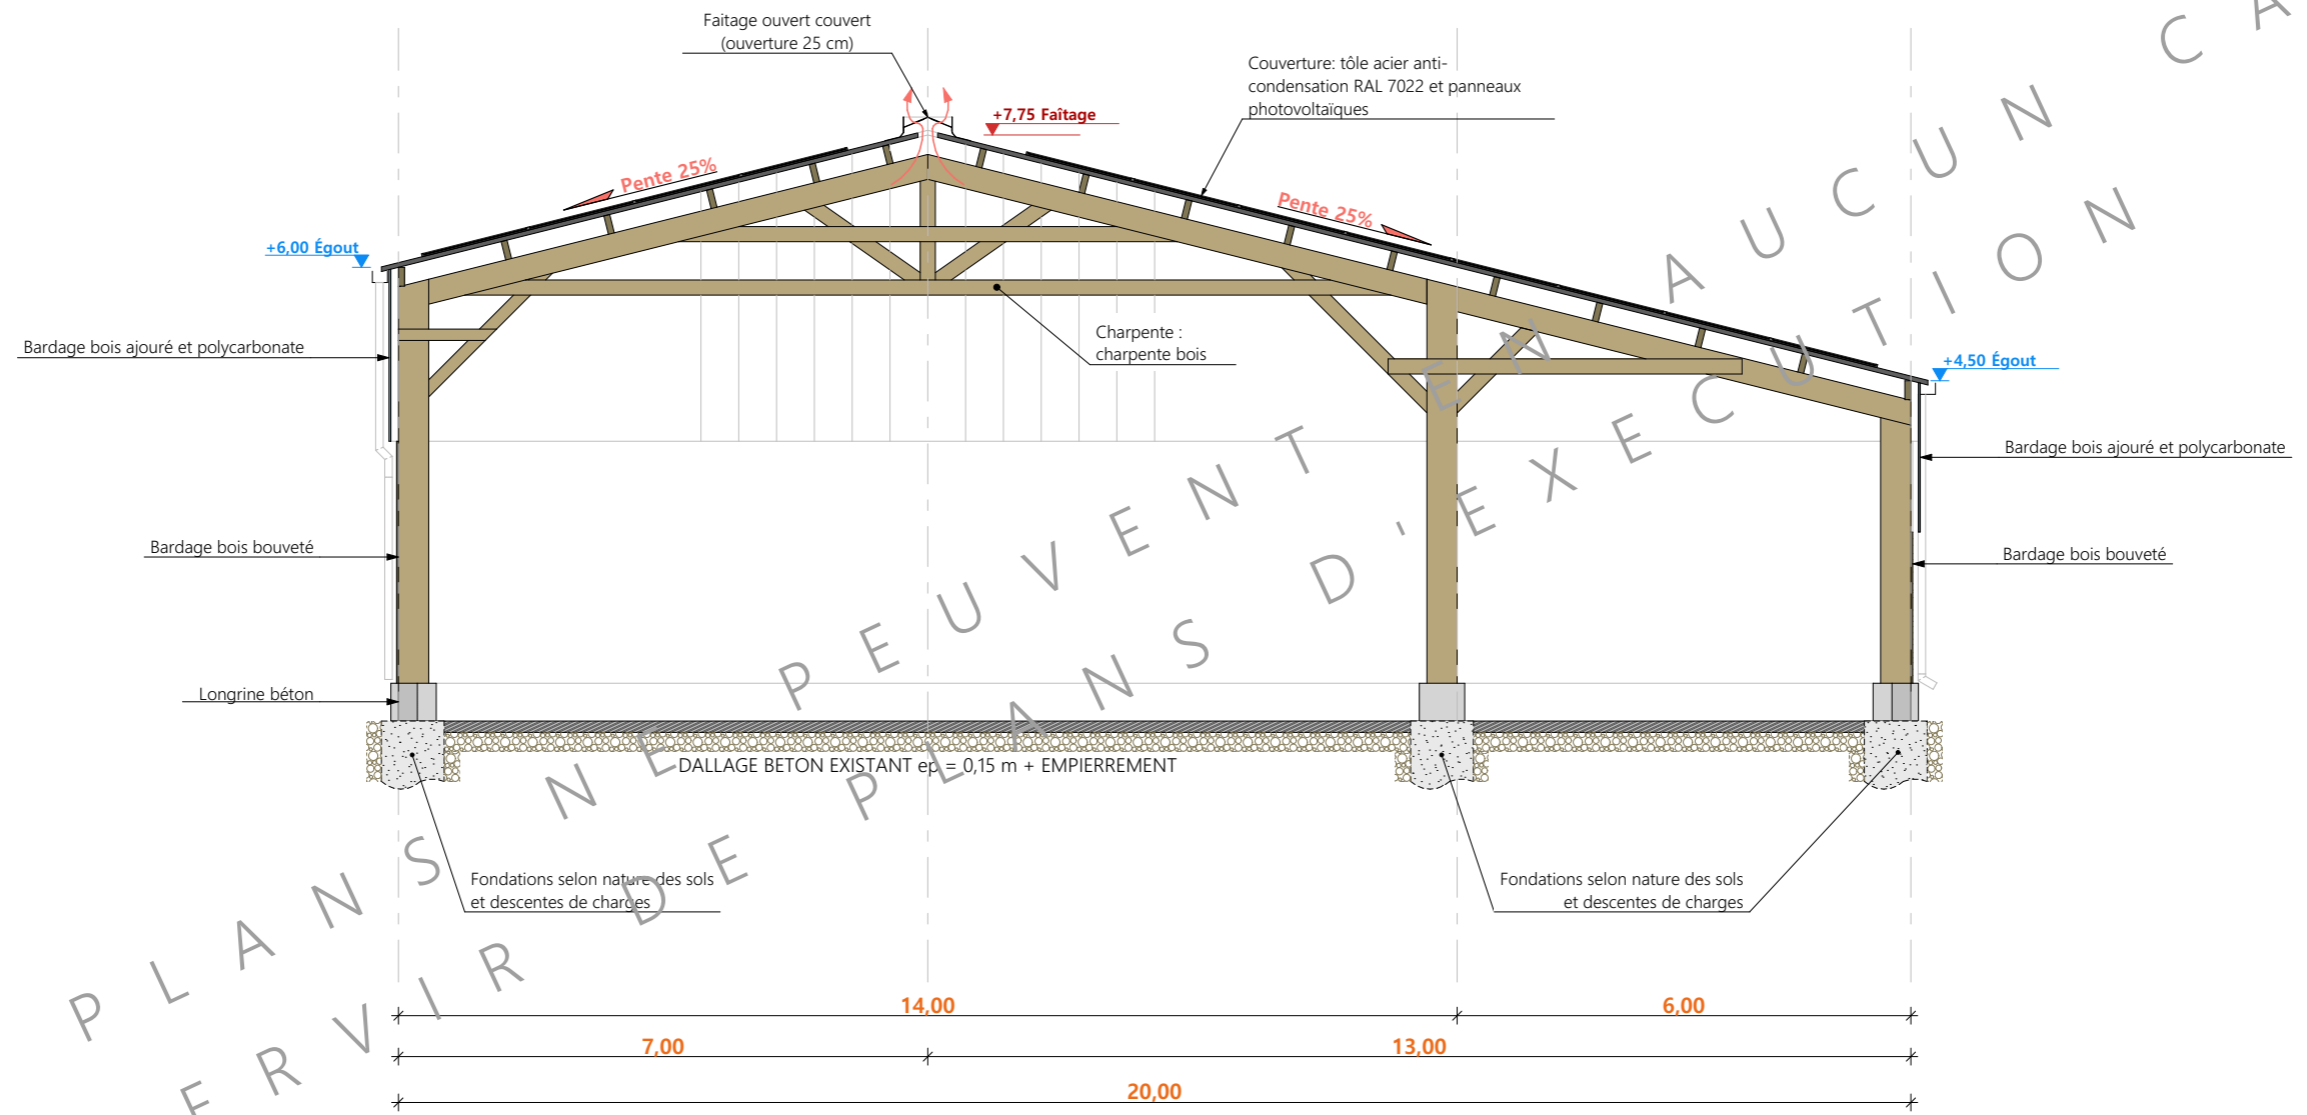 Faitage ouvert couvert
(ouverture 25 cm)
Couverture: tôle acier anti-
condensation RAL 7022 et panneaux
photovoltaïques
+7,75 Faîtage
Pente 25%
Pente 25%
+6,00 Égout
Bardage bois ajouré et polycarbonate
Charpente :
charpente bois
+4,50 Égout
Bardage bois ajouré et polycarbonate
Bardage bois bouveté
Bardage bois bouveté
Longrine béton
DALLAGE BETON EXISTANT ep = 0,15 m + EMPIERREMENT
Fondations selon nature des sols
et descentes de charges
Fondations selon nature des sols
et descentes de charges
14,00
6,00
7,00
13,00
20,00
PLANS NE PEUVENT EN AUCUN CA
ERVIR DE PLANS D'EXECUTION